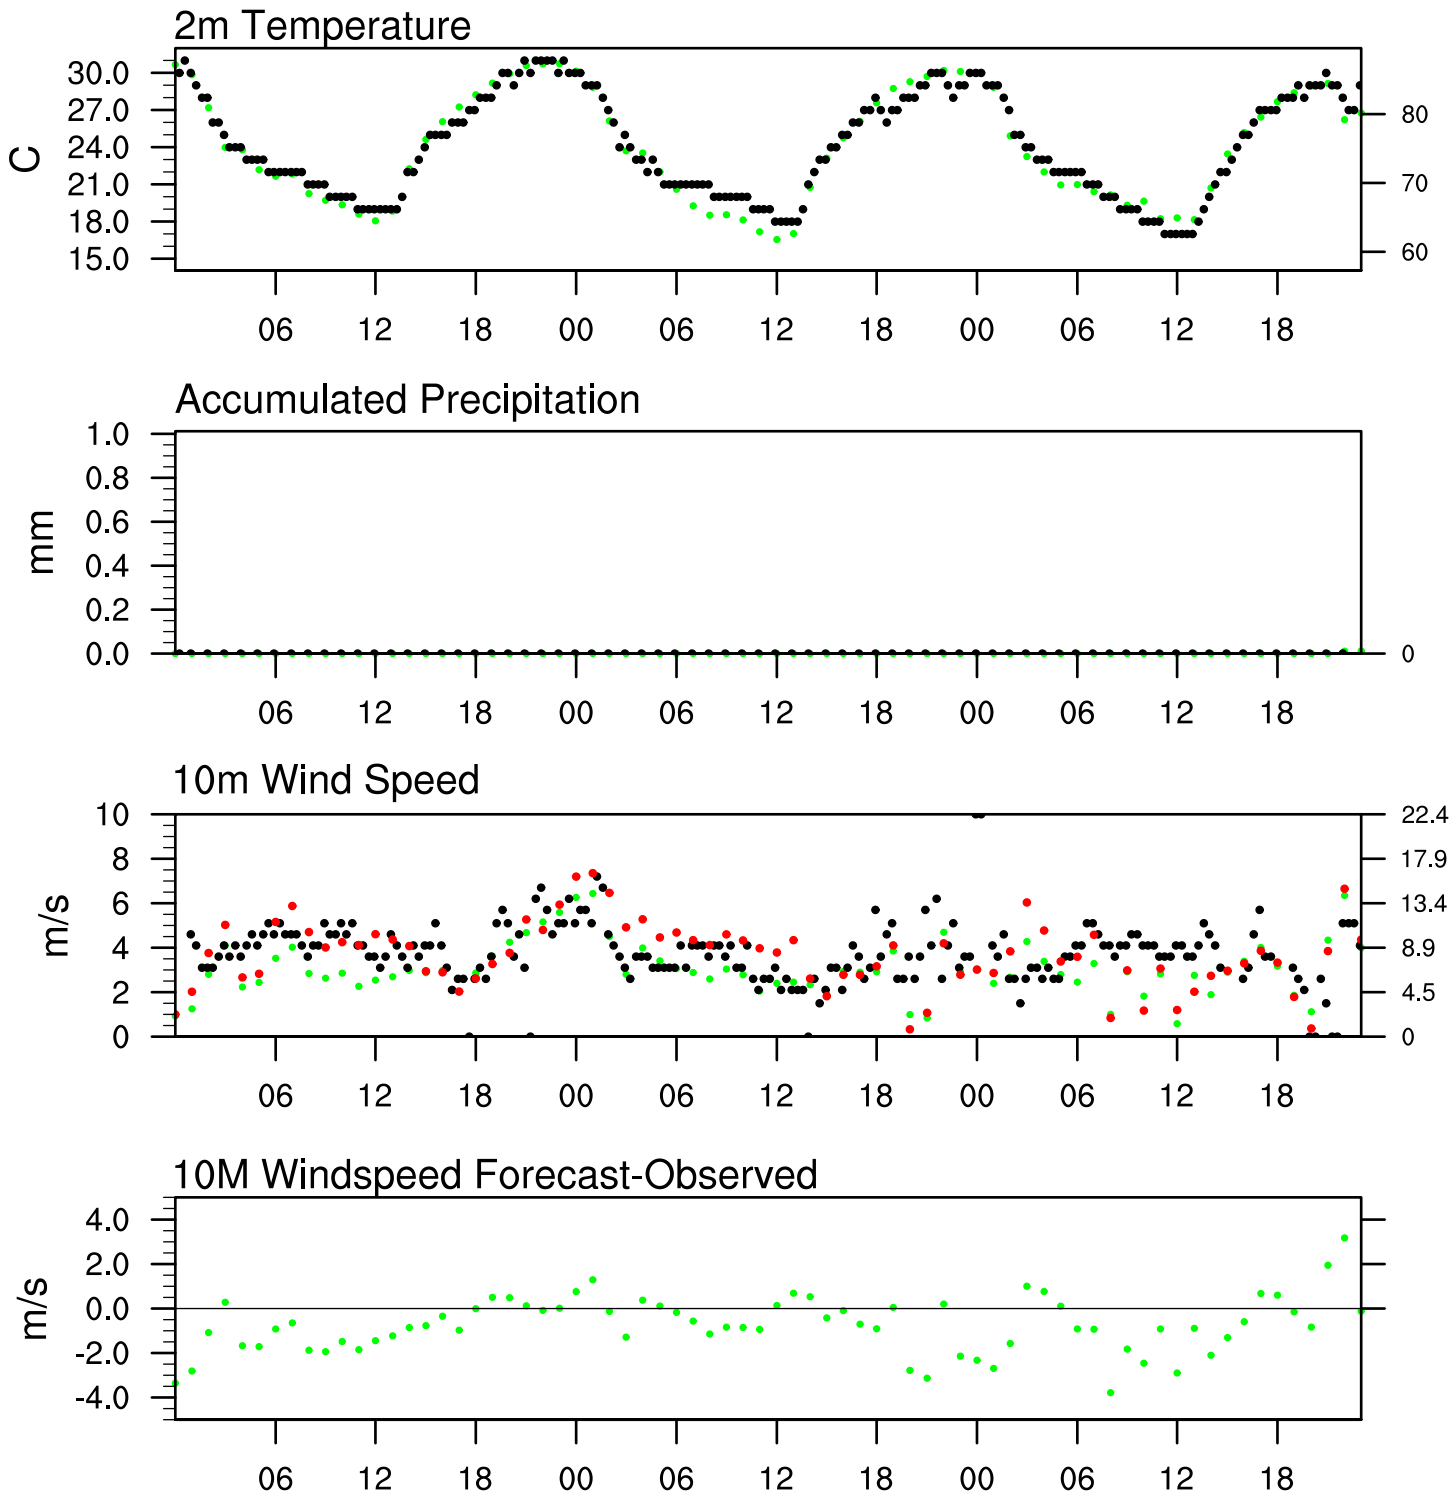 2m Temperature
30.0
27.0
24.0
21.0
18.0
15.0
C
80
70
60
06 12 18 00 06 12 18 00 06 12 18
Accumulated Precipitation
1.0
0.8
0.6
0.4
0.2
0.0
mm
0
06 12 18 00 06 12 18 00 06 12 18
10m Wind Speed
10
8
6
4
2
0
m/s
22.4
17.9
13.4
8.9
4.5
0
06 12 18 00 06 12 18 00 06 12 18
10M Windspeed Forecast-Observed
4.0
2.0
0.0
-2.0
-4.0
m/s
06 12 18 00 06 12 18 00 06 12 18